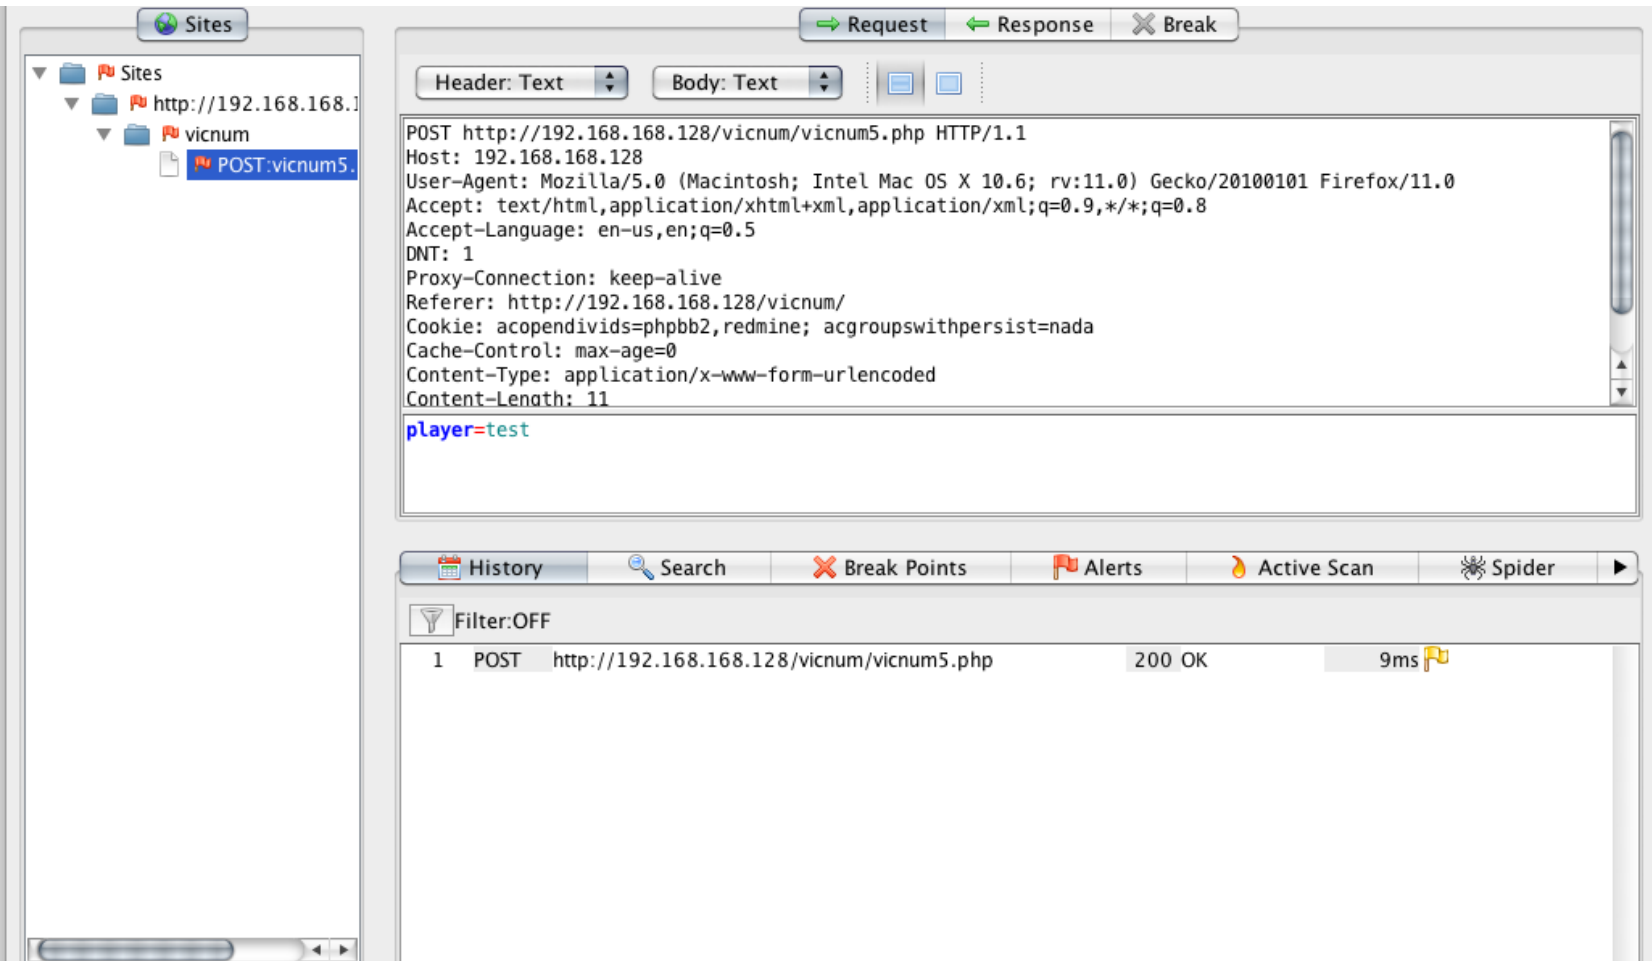 Sites
Sites
http://192.168.168.1
vicnum
POST:vicnum5.
Request
Response
Break
Header: Text
Body: Text
POST http://192.168.168.128/vicnum/vicnum5.php HTTP/1.1
Host: 192.168.168.128
User-Agent: Mozilla/5.0 (Macintosh; Intel Mac OS X 10.6; rv:11.0) Gecko/20100101 Firefox/11.0
Accept: text/html,application/xhtml+xml,application/xml;q=0.9,*/*;q=0.8
Accept-Language: en-us,en;q=0.5
DNT: 1
Proxy-Connection: keep-alive
Referer: http://192.168.168.128/vicnum/
Cookie: acopendivids=phpbb2,redmine; acgroupswithpersist=nada
Cache-Control: max-age=0
Content-Type: application/x-www-form-urlencoded
Content-Length: 11
player=test
History
Search
Break Points
Alerts
Active Scan
Spider
Filter:OFF
1 POST http://192.168.168.128/vicnum/vicnum5.php 200 OK 9ms